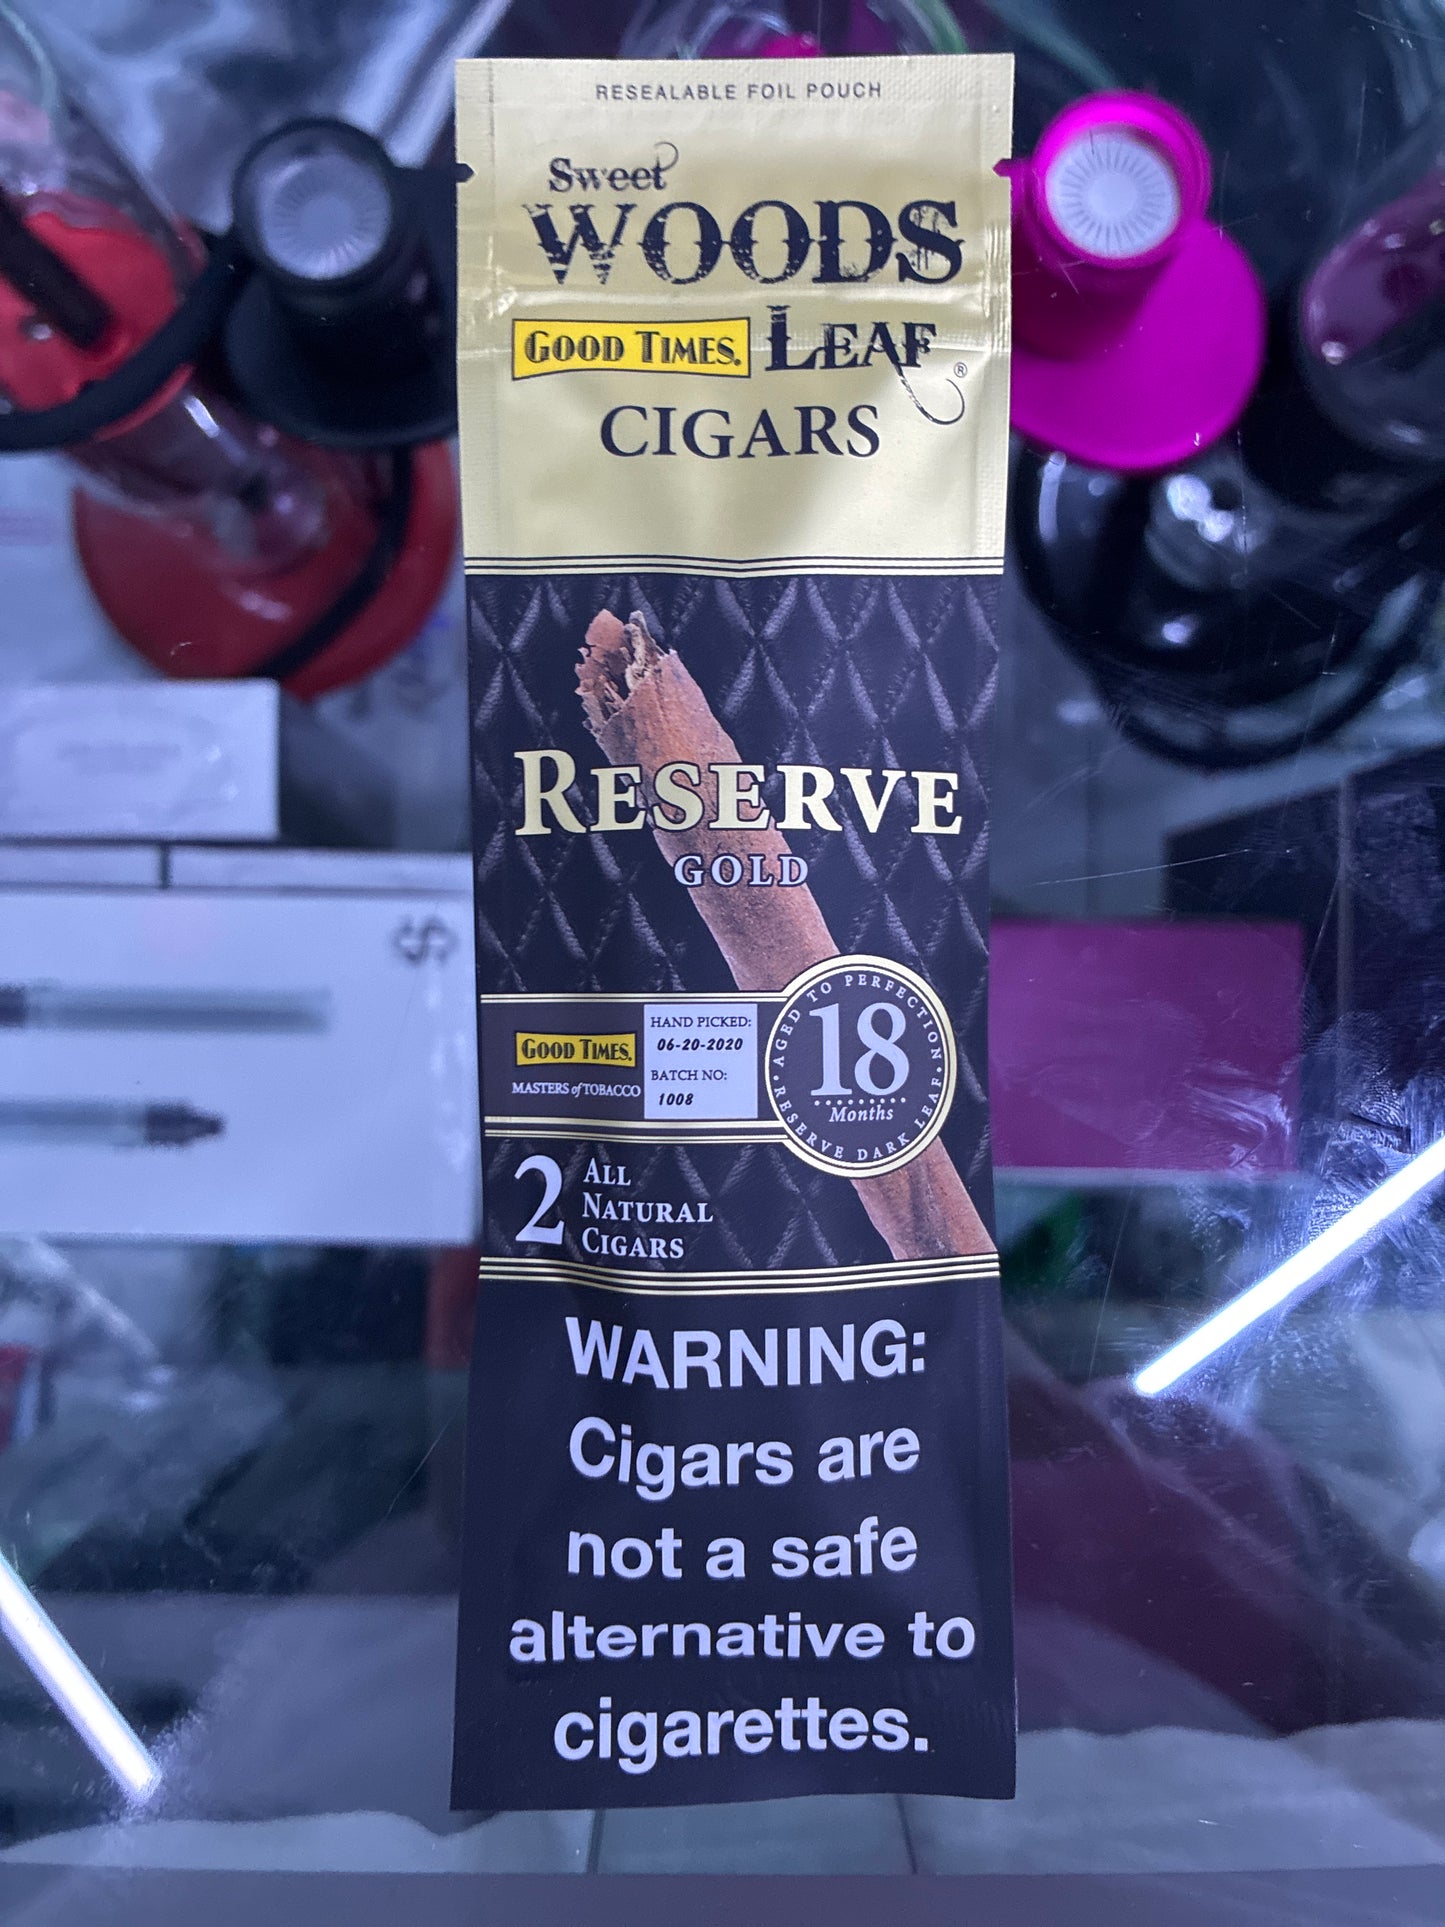 RESEALABLE FOIL POUCH
Sweet
WOODS
GOOD TIMES. LEAF ®
CIGARS
RESERVE
GOLD
GOOD TIMES.
MASTERS of TOBACCO
HAND PICKED:
06-20-2020
BATCH NO:
1008
AGED TO PERFECTION
18
Months
RESERVE DARK LEAF
2 ALL
NATURAL
CIGARS
WARNING:
Cigars are
not a safe
alternative to
cigarettes.